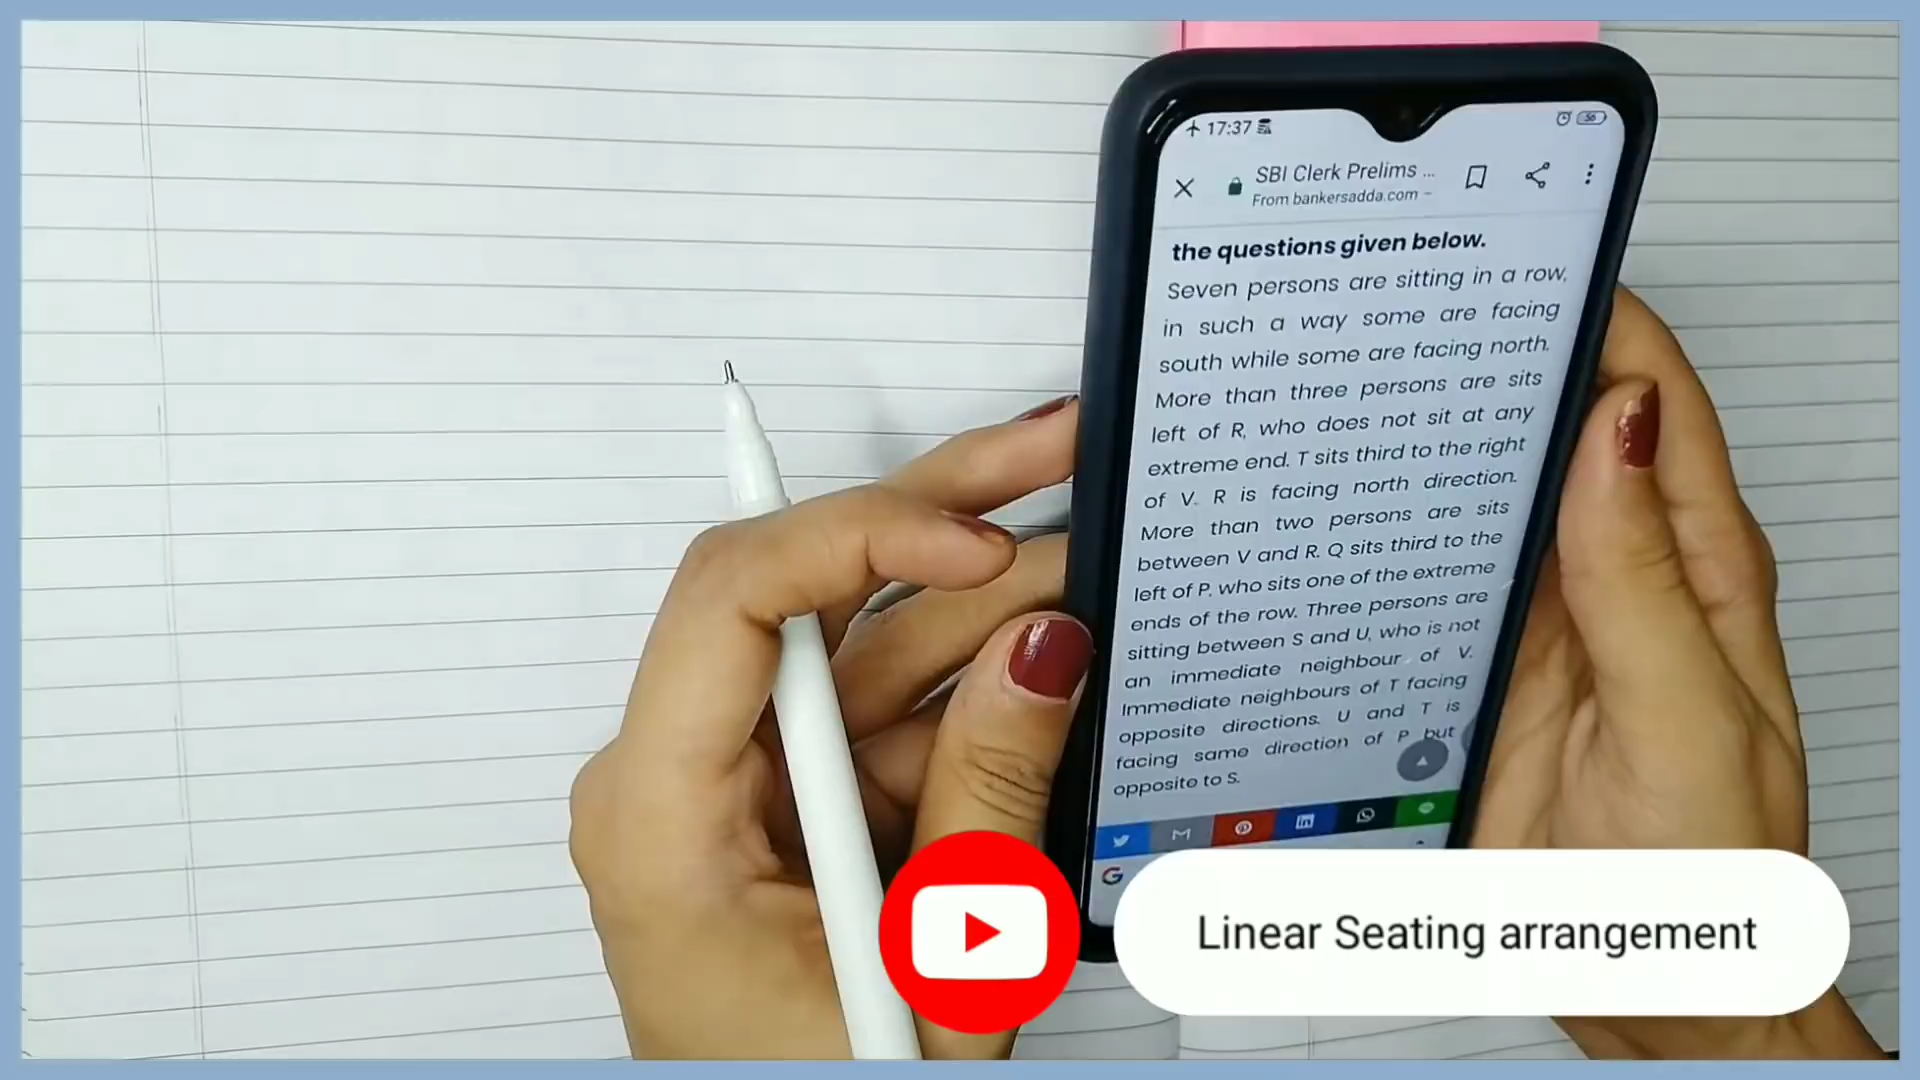 17:37
56
SBI Clerk Prelims ...
From bankersadda.com
the questions given below.
Seven persons are sitting in a row,
in such a way some are facing
south while some are facing north.
More than three persons are sits
left of R, who does not sit at any
extreme end. T sits third to the right
of V. R is facing north direction.
More than two persons are sits
between V and R. Q sits third to the
left of P, who sits one of the extreme
ends of the row. Three persons are
sitting between S and U, who is not
an immediate neighbour of V.
Immediate neighbours of T facing
opposite directions. U and T is
facing same direction of P but
opposite to S.
in
G
Linear Seating arrangement